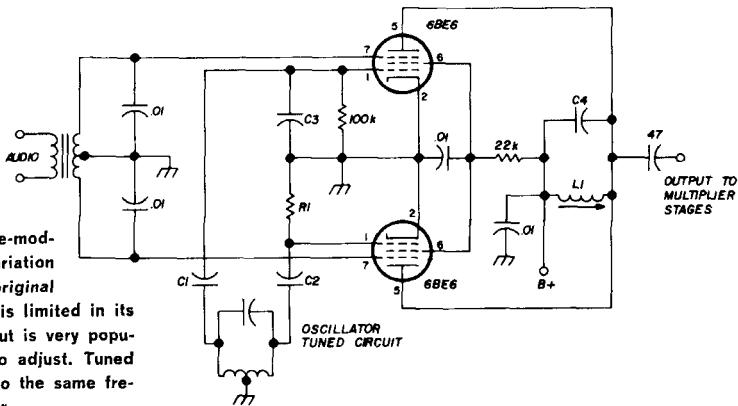 5
6BE6
7
6
1
2
.01
C3
100k
C4
47
AUDIO
.01
22k
OUTPUT TO
MULTIPLIER
STAGES
L1
.01
R1
.01
2
1
6
7
5
6BE6
B+
C1
C2
OSCILLATOR
TUNED CIRCUIT
e-mod-
riation
original
is limited in its
ut is very popu-
o adjust. Tuned
o the same fre-